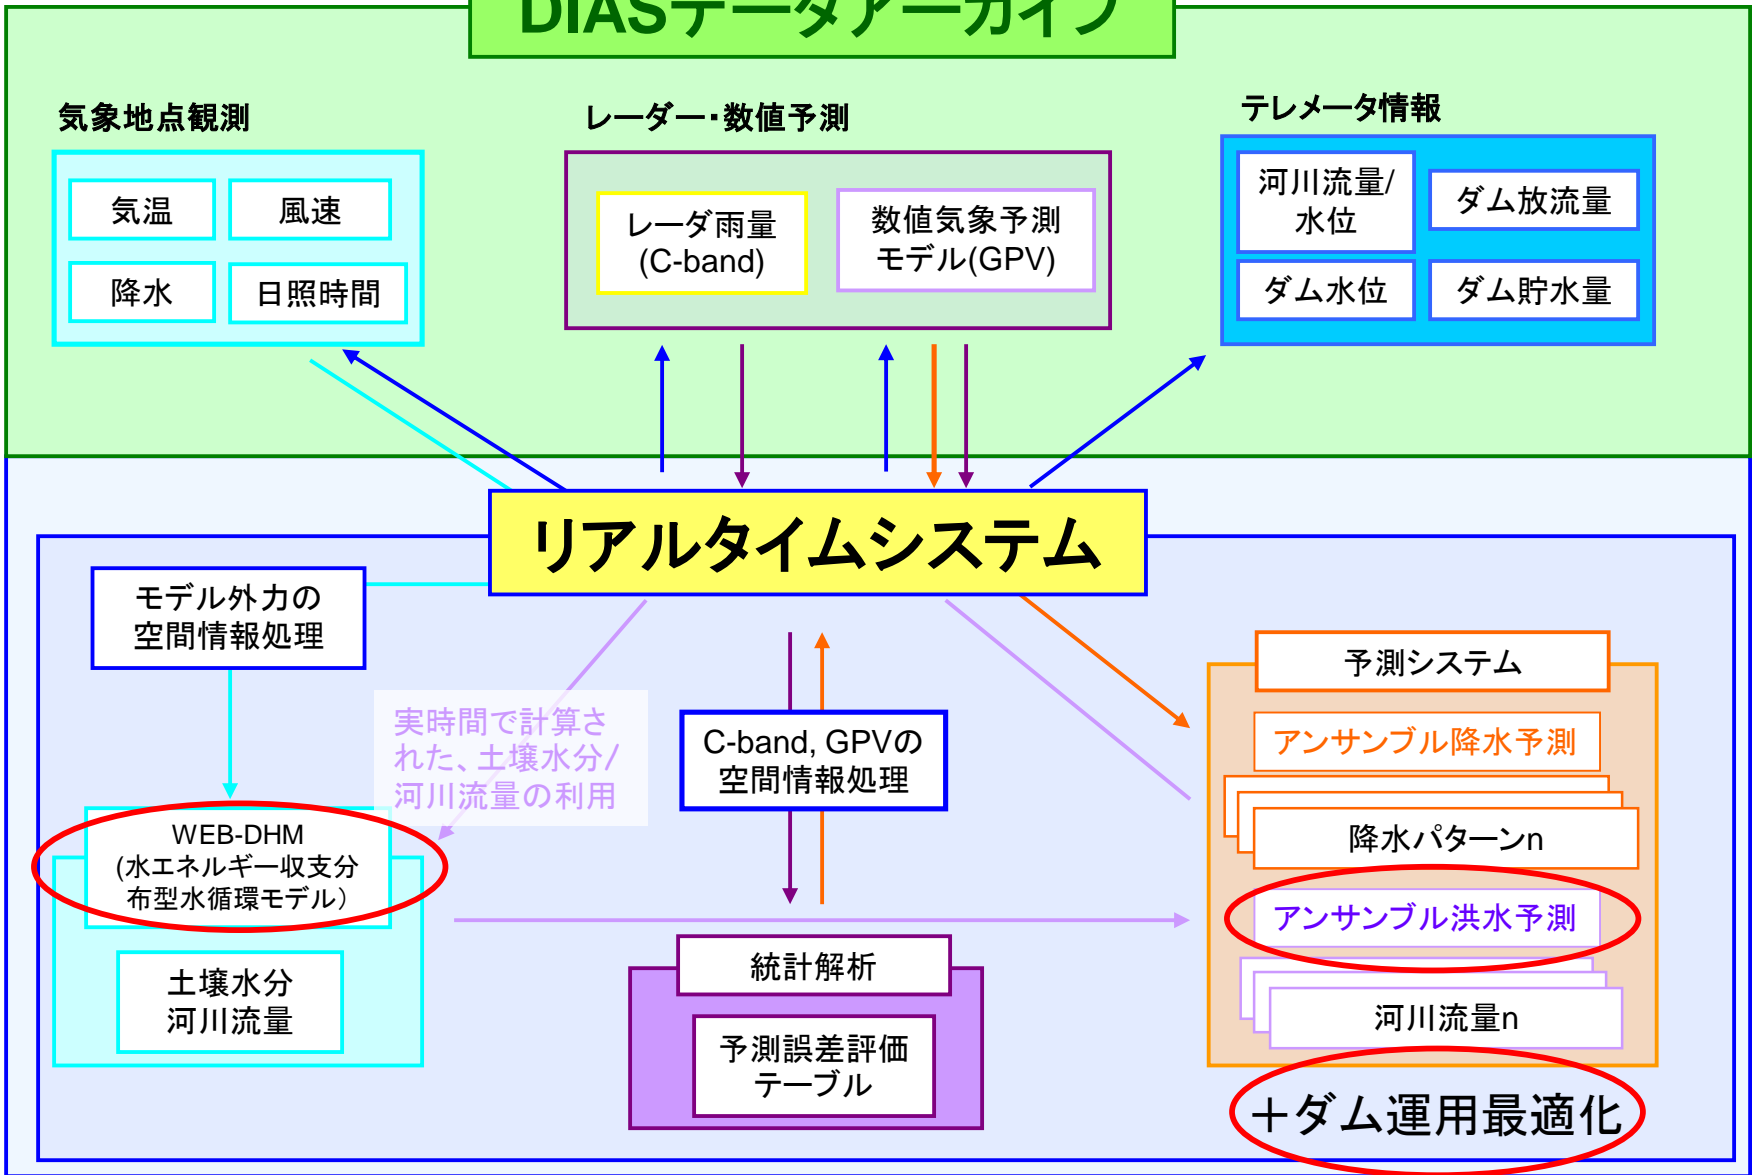 DIASデータアーカイブ
気象地点観測
気温
風速
降水
日照時間
レーダー・数値予測
レーダ雨量
(C-band)
数値気象予測
モデル(GPV)
テレメータ情報
河川流量/
水位
ダム放流量
ダム水位
ダム貯水量
リアルタイムシステム
モデル外力の
空間情報処理
実時間で計算さ
れた、土壌水分/
河川流量の利用
C-band, GPVの
空間情報処理
WEB-DHM
(水エネルギー収支分
布型水循環モデル）
土壌水分
河川流量
統計解析
予測誤差評価
テーブル
予測システム
アンサンブル降水予測
降水パターンn
アンサンブル洪水予測
河川流量n
＋ダム運用最適化